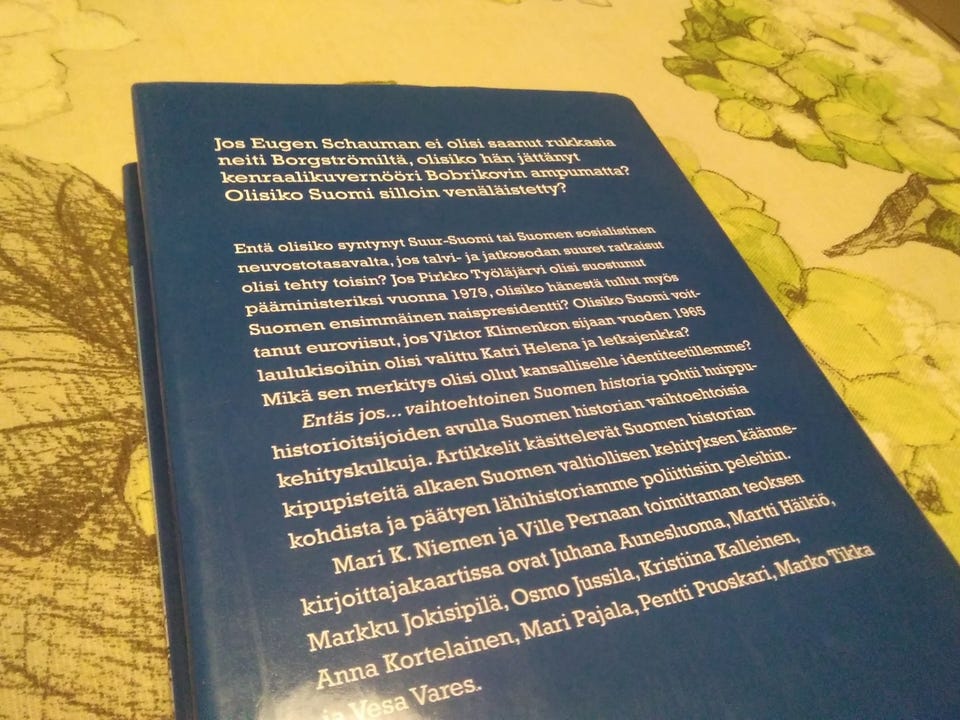 Jos Eugen Schauman ei olisi saanut rukkasia
neiti Borgströmiltä, olisiko hän jättänyt
kenraalikuvernööri Bobrikovin ampumatta?
Olisiko Suomi silloin venäläistetty?
Entä olisiko syntynyt Suur-Suomi tai Suomen sosialistinen
neuvostotasavalta, jos talvi- ja jatkosodan suuret ratkaisut
olisi tehty toisin? Jos Pirkko Työläjärvi olisi suostunut
pääministeriksi vuonna 1979, olisiko hänestä tullut myös
Suomen ensimmäinen naispresidentti? Olisiko Suomi voit-
tanut euroviisut, jos Viktor Klimenkon sijaan vuoden 1965
laulukisoihin olisi valittu Katri Helena ja letkajenkka?
Mikä sen merkitys olisi ollut kansalliselle identiteetillemme?
Entäs jos... vaihtoehtoinen Suomen historia pohtii huippu-
historioitsijoiden avulla Suomen historian vaihtoehtoisia
kehityskulkuja. Artikkelit käsittelevät Suomen historian
kipupisteitä alkaen Suomen valtiollisen kehityksen käänne-
kohdista ja päätyen lähihistoriamme poliittisiin peleihin.
Mari K. Niemen ja Ville Pernaan toimittaman teoksen
kirjoittajakaartissa ovat Juhana Aunesluoma, Martti Häikiö,
Markku Jokisipilä, Osmo Jussila, Kristiina Kalleinen,
Anna Kortelainen, Mari Pajala, Pentti Puoskari, Marko Tikka
ja Vesa Vares.